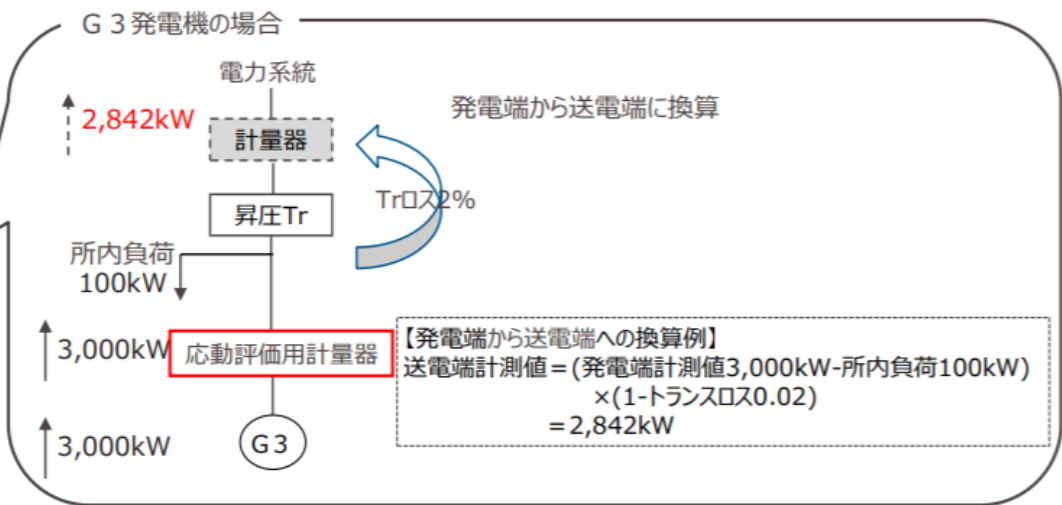 G3発電機の場合
電力系統
2,842kW
発電端から送電端に換算
計量器
Trロス2%
昇圧Tr
所内負荷
100kW
3,000kW
応動評価用計量器
【発電端から送電端への換算例】
送電端計測値=(発電端計測値3,000kW-所内負荷100kW)
×(1-トランスロス0.02)
=2,842kW
3,000kW
G3